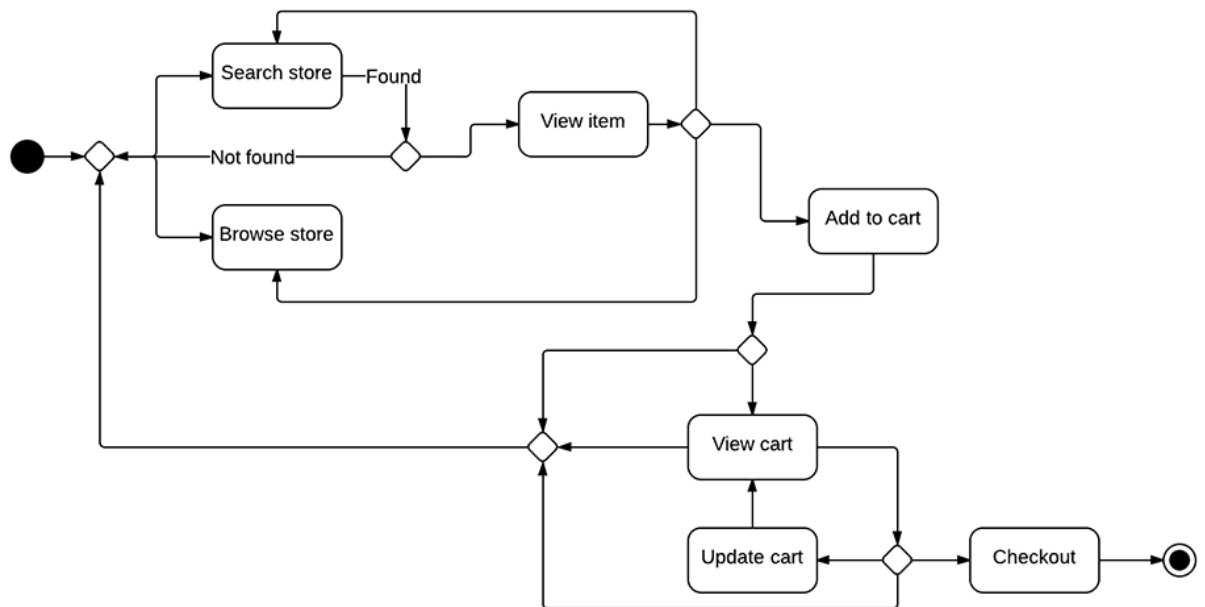 Search store
Found
View item
Not found
Browse store
Add to cart
View cart
Update cart
Checkout